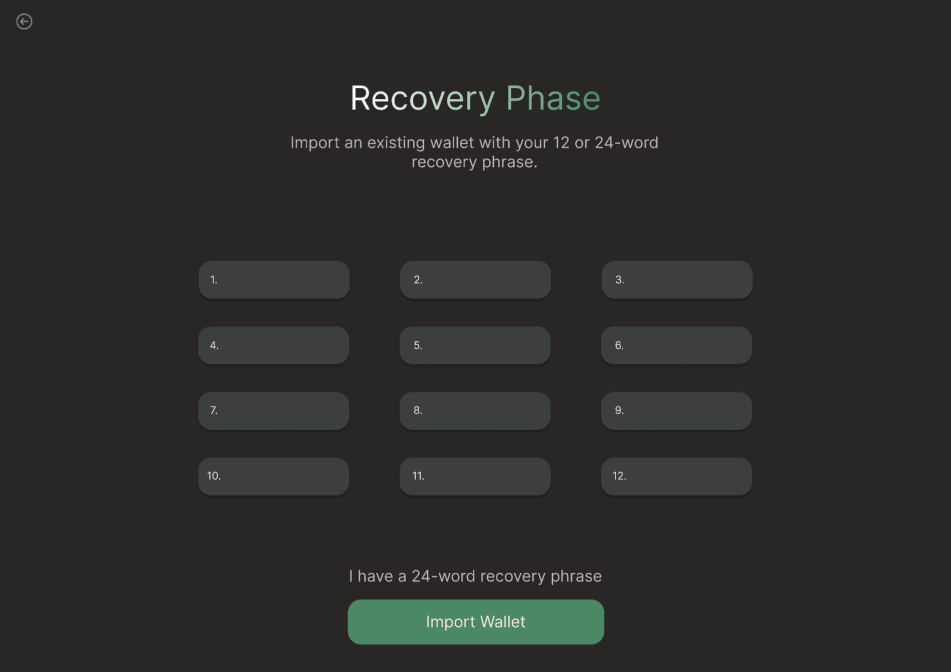 Recovery Phase
Import an existing wallet with your 12 or 24-word
recovery phrase.
1.
2.
3.
4.
5.
6.
7.
8.
9.
10.
11.
12.
I have a 24-word recovery phrase
Import Wallet